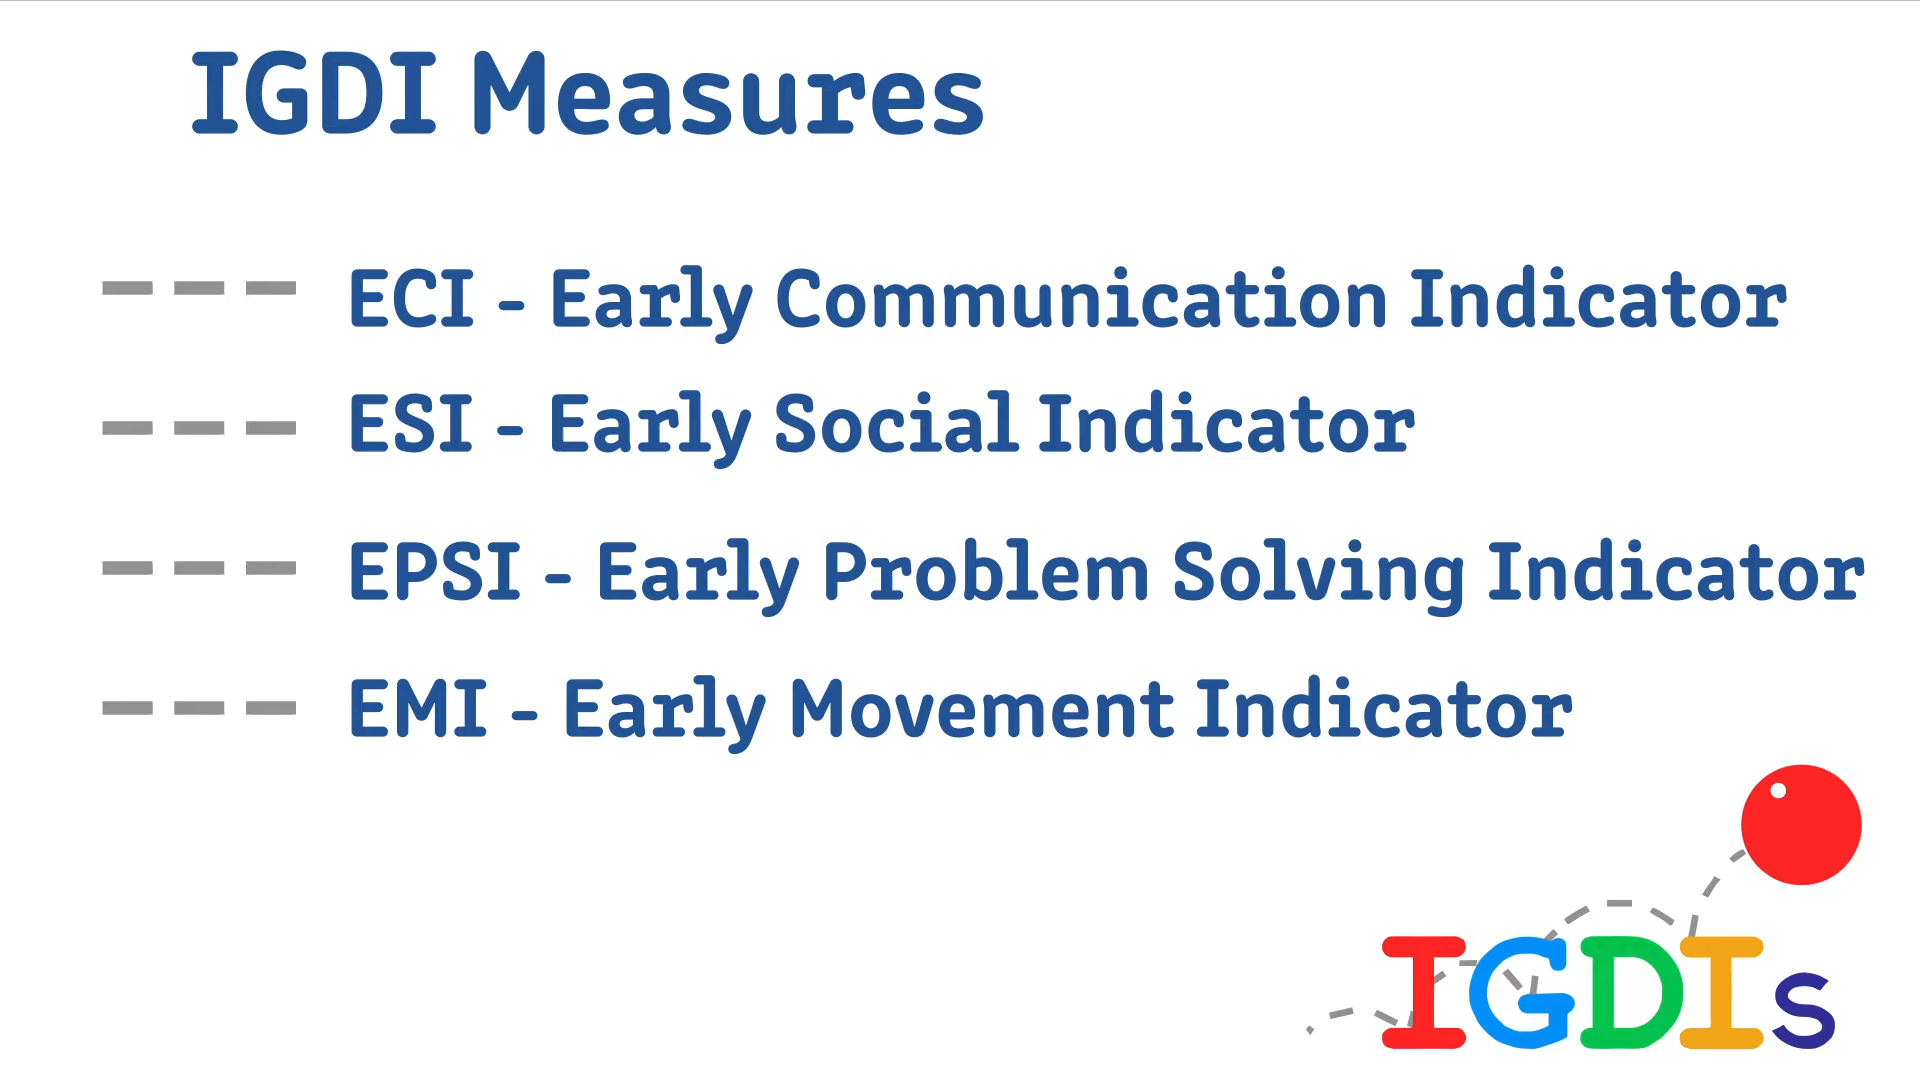 IGDI Measures
ECI - Early Communication Indicator
ESI - Early Social Indicator
EPSI - Early Problem Solving Indicator
EMI - Early Movement Indicator
IGDIs